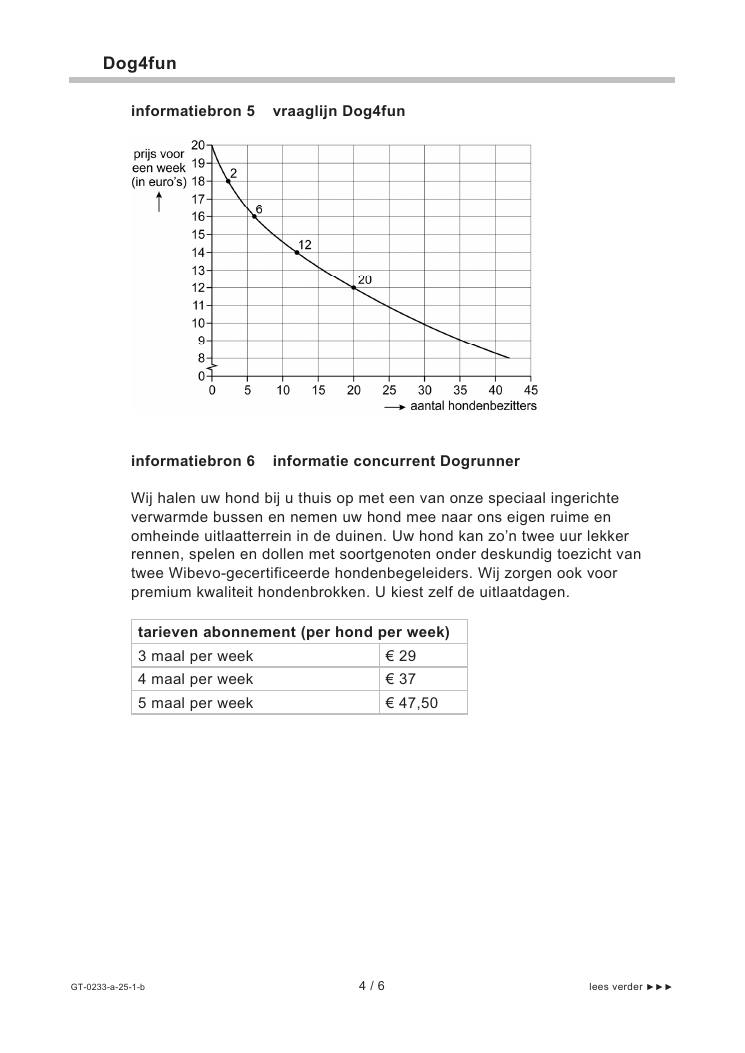 Dog4fun
informatiebron 5 vraaglijn Dog4fun
prijs voor
een week
(in euro's)
20
19
18
17
16
15
14
13
12
11
10
9
8
0
2
6
12
20
0 5 10 15 20 25 30 35 40 45
aantal hondenbezitters
informatiebron 6 informatie concurrent Dogrunner
Wij halen uw hond bij u thuis op met een van onze speciaal ingerichte
verwarmde bussen en nemen uw hond mee naar ons eigen ruime en
omheinde uitlaatterrein in de duinen. Uw hond kan zo'n twee uur lekker
rennen, spelen en dollen met soortgenoten onder deskundig toezicht van
twee Wibevo-gecertificeerde hondenbegeleiders. Wij zorgen ook voor
premium kwaliteit hondenbrokken. U kiest zelf de uitlaatdagen.
tarieven abonnement (per hond per week)
3 maal per week € 29
4 maal per week € 37
5 maal per week € 47,50
GT-0233-a-25-1-b 4 / 6 lees verder ►►►